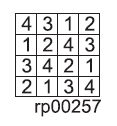 4 3 1 2
1 2 4 3
3 4 2 1
2 1 3 4
rp00257